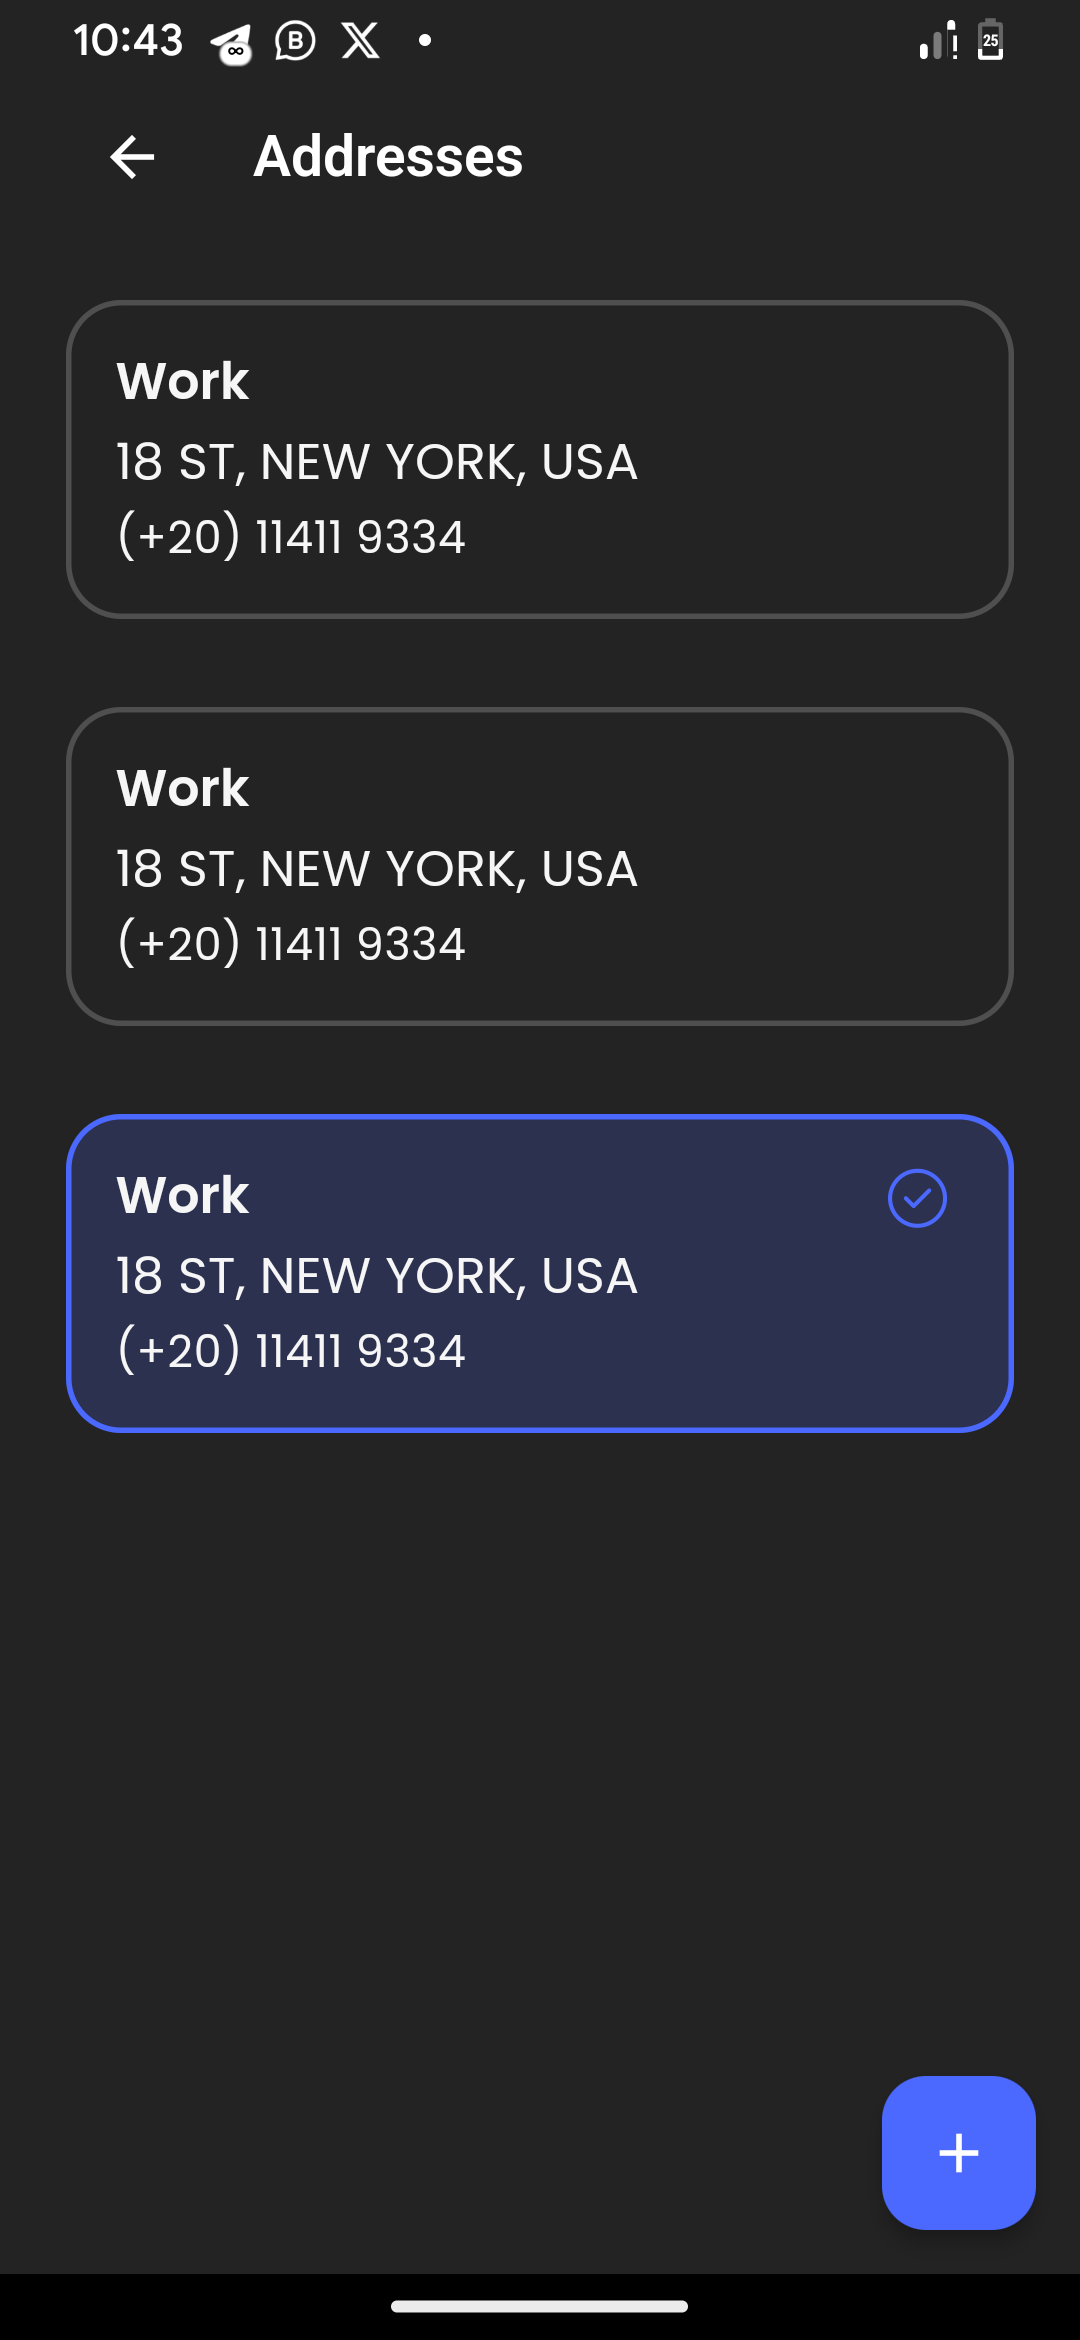 10:43
25
Addresses
Work
18 ST, NEW YORK, USA
(+20) 11411 9334
Work
18 ST, NEW YORK, USA
(+20) 11411 9334
Work
18 ST, NEW YORK, USA
(+20) 11411 9334